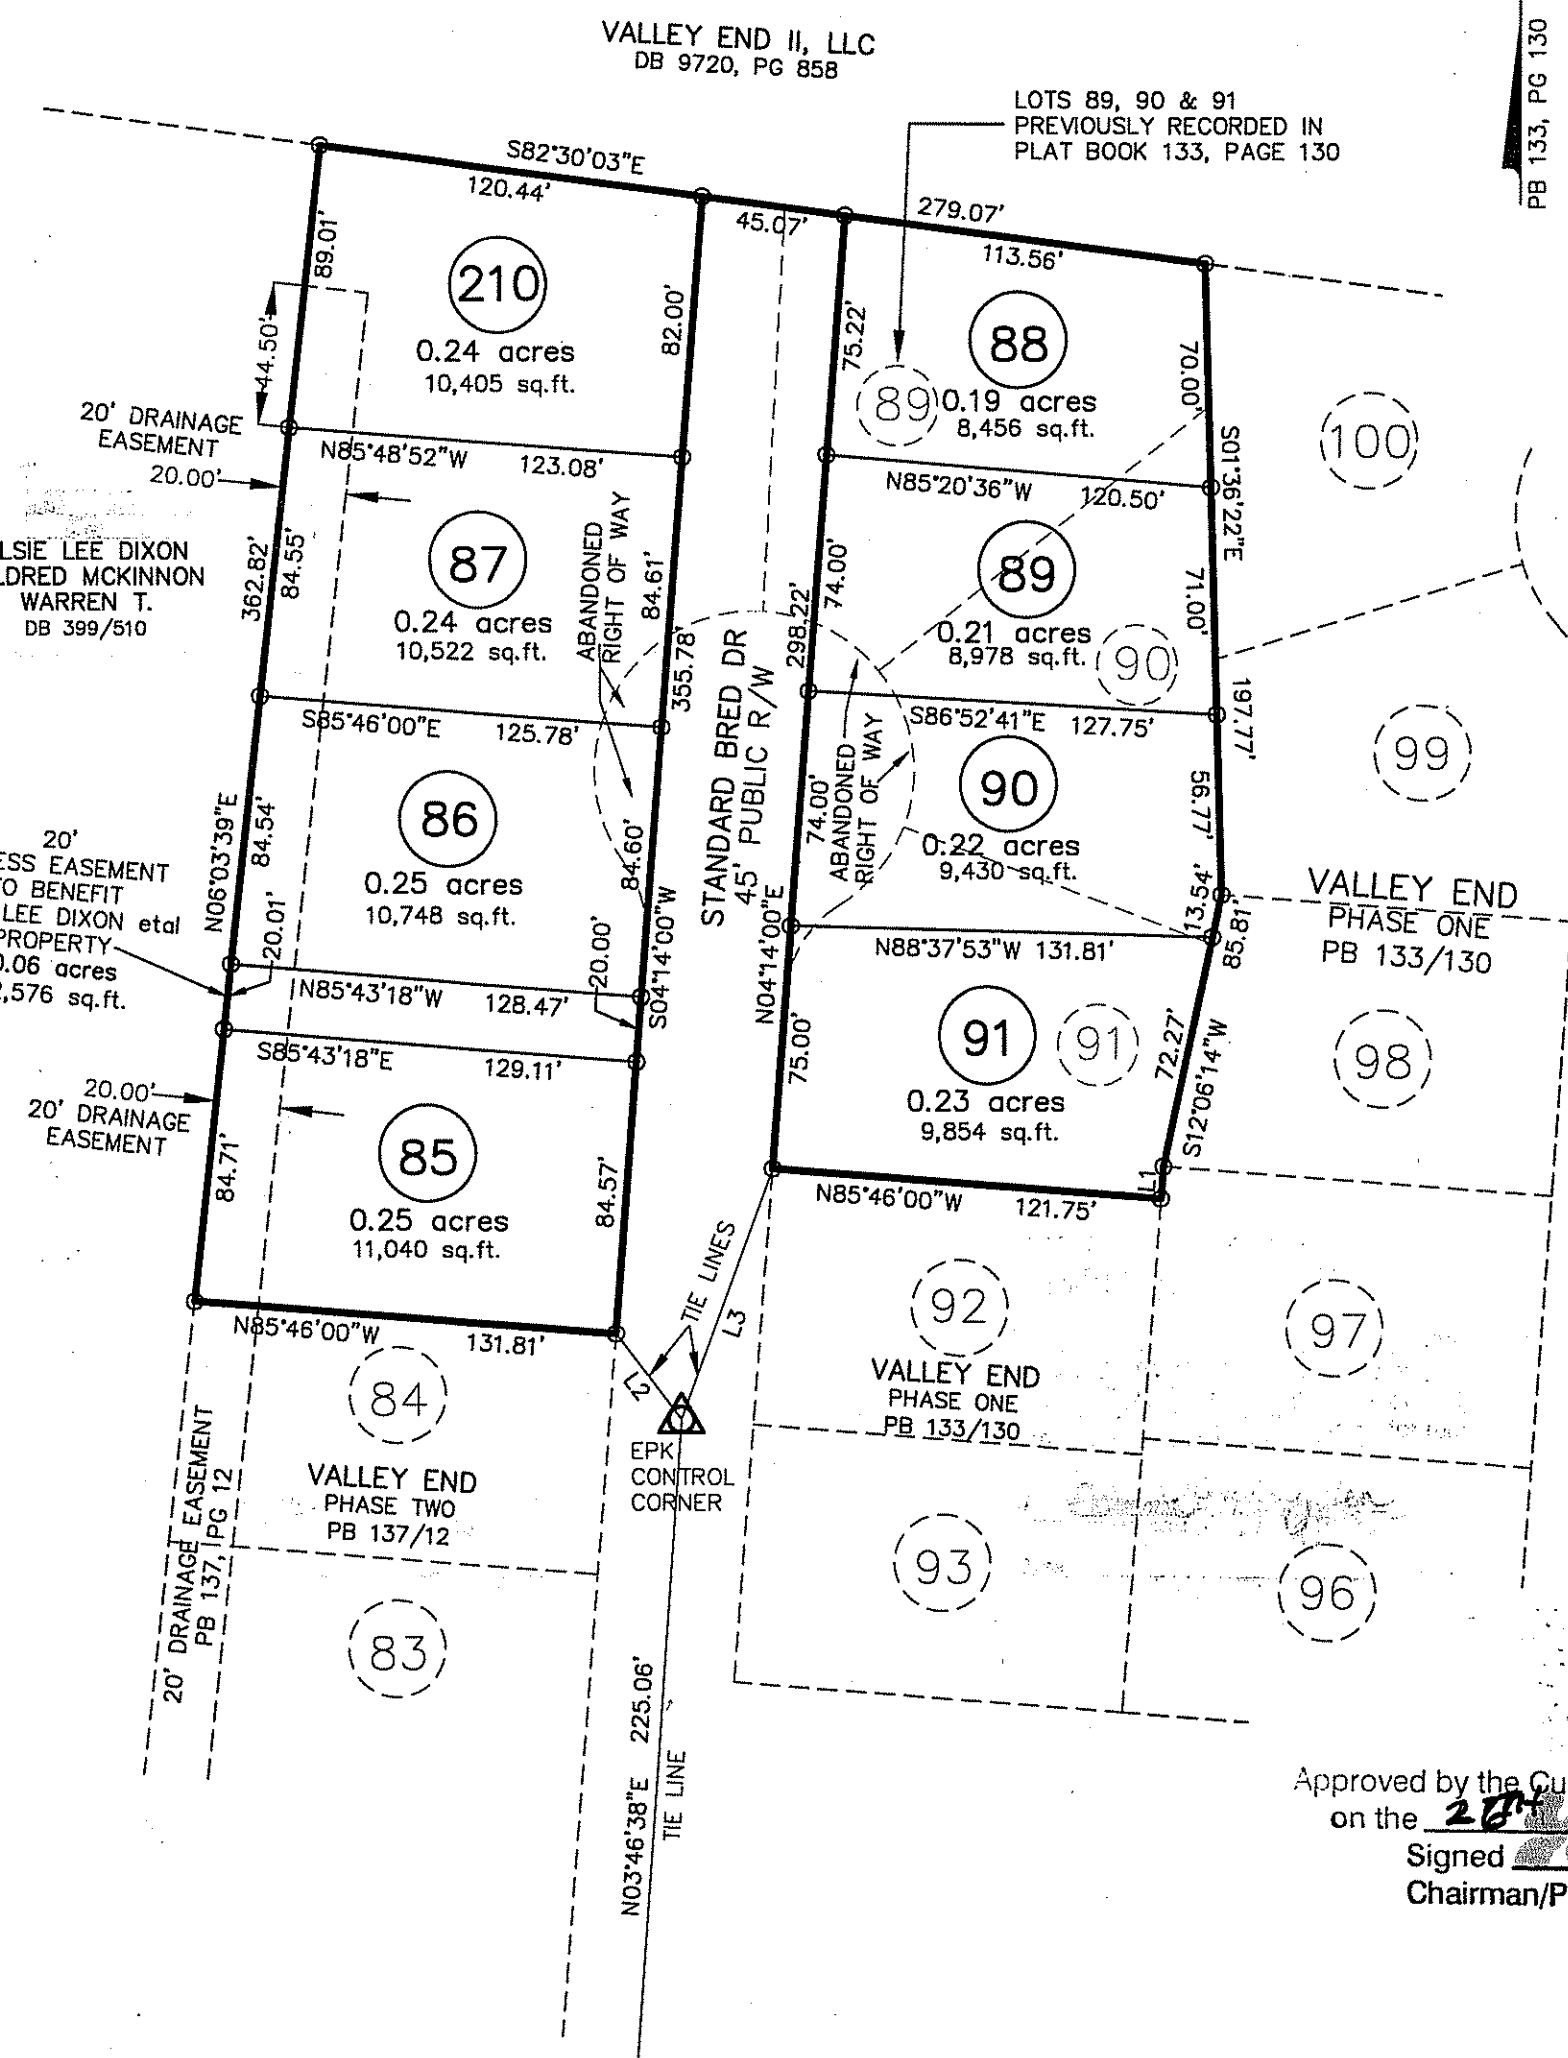 VALLEY END II, LLC
DB 9720, PG 858
PB 133, PG 130
LOTS 89, 90 & 91
PREVIOUSLY RECORDED IN
PLAT BOOK 133, PAGE 130
S82°30'03"E
120.44'
45.07'
279.07'
113.56'
89.01'
44.50'
210
0.24 acres
10,405 sq.ft.
82.00'
75.22'
88
0.19 acres
8,456 sq.ft.
89
70.00'
S01°36'22"E
100
20' DRAINAGE
EASEMENT
20.00'
N85°48'52"W 123.08'
N85°20'36"W 120.50'
LSIE LEE DIXON
LDRED MCKINNON
WARREN T.
DB 399/510
362.82'
84.55'
87
0.24 acres
10,522 sq.ft.
ABANDONED
RIGHT OF WAY
84.61'
355.78'
298.22'
74.00'
89
0.21 acres
8,978 sq.ft.
90
71.00'
197.77'
S85°46'00"E 125.78'
STANDARD BRED DR
45' PUBLIC R/W
S86°52'41"E 127.75'
99
N06°03'39"E
84.54'
86
0.25 acres
10,748 sq.ft.
84.60'
74.00'
ABANDONED
RIGHT OF WAY
90
0.22 acres
9,430 sq.ft.
56.77'
13.54'
85.81'
20'
ESS EASEMENT
TO BENEFIT
LEE DIXON etal
PROPERTY
0.06 acres
2,576 sq.ft.
20.01'
20.00'
S04°14'00"W
N04°14'00"E
N88°37'53"W 131.81'
VALLEY END
PHASE ONE
PB 133/130
N85°43'18"W 128.47'
S85°43'18"E 129.11'
75.00'
91
0.23 acres
9,854 sq.ft.
91
72.27'
S12°06'14"W
98
20.00'
20' DRAINAGE
EASEMENT
84.71'
85
0.25 acres
11,040 sq.ft.
84.57'
L1
N85°46'00"W 121.75'
N85°46'00"W 131.81'
TIE LINES
L3
L2
92
VALLEY END
PHASE ONE
PB 133/130
97
84
VALLEY END
PHASE TWO
PB 137/12
EPK
CONTROL
CORNER
20' DRAINAGE EASEMENT
PB 137, PG 12
93
96
83
N03°46'38"E 225.06'
TIE LINE
Approved by the Cu
on the
Signed
Chairman/P